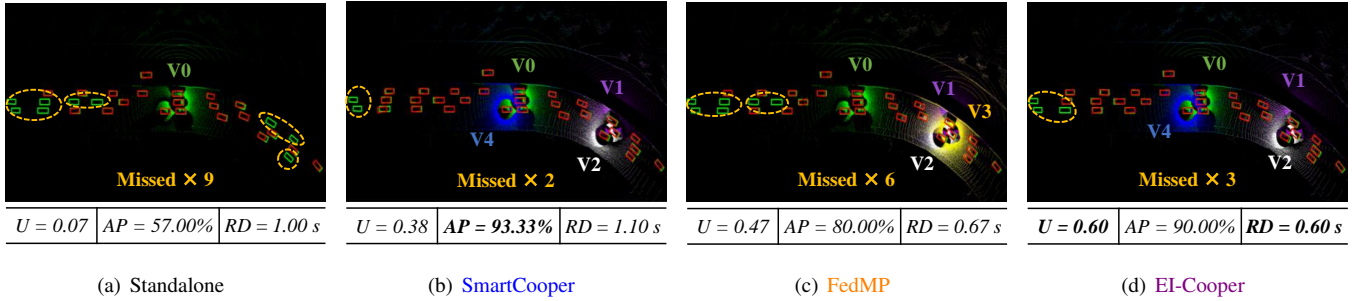 V0
Missed × 9
U = 0.07 AP = 57.00% RD = 1.00 s
(a) Standalone
V0
V1
V4
V2
Missed × 2
U = 0.38 AP = 93.33% RD = 1.10 s
(b) SmartCooper
V0
V1
V3
V2
Missed × 6
U = 0.47 AP = 80.00% RD = 0.67 s
(c) FedMP
V0
V1
V4
V2
Missed × 3
U = 0.60 AP = 90.00% RD = 0.60 s
(d) EI-Cooper